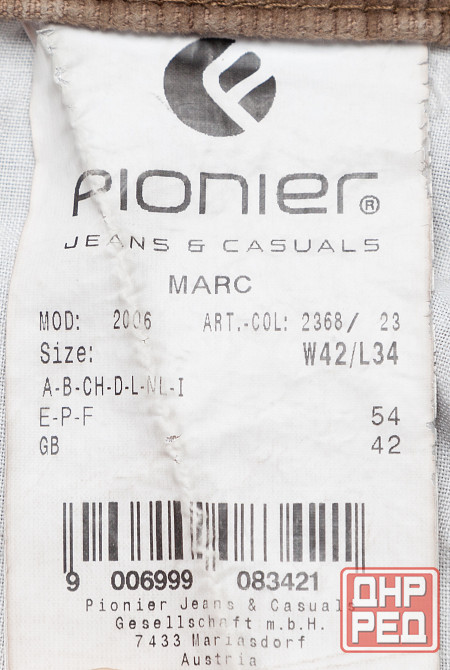 PIONIER®
JEANS & CASUALS
MARC
MOD: 2006 ART.-COL: 2368/ 23
Size: W42/L34
A-B-CH-D-L-NL-I
E-P-F 54
GB 42
9 006999 083421
Pionier Jeans & Casuals
Gesellschaft m.b.H.
7433 Mariasdorf
Austria
ДНР
РЕД